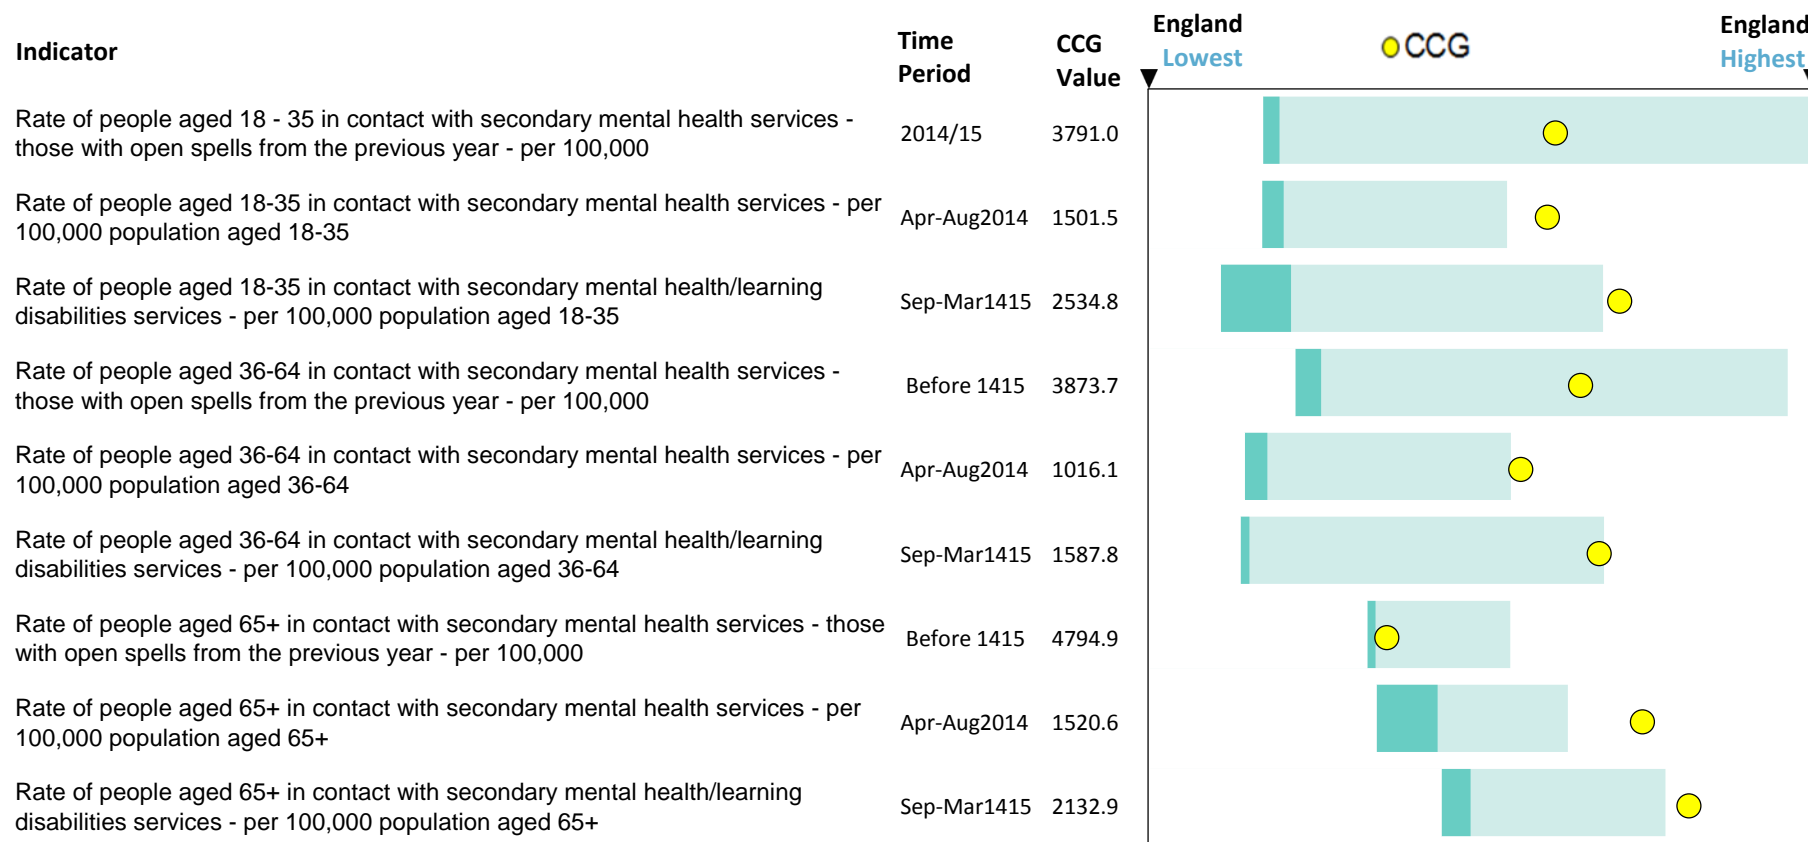 Indicator
Time
Period
CCG
Value
England
Lowest
CCG
England
Highest
Rate of people aged 18 - 35 in contact with secondary mental health services -
those with open spells from the previous year - per 100,000
2014/15
3791.0
Rate of people aged 18-35 in contact with secondary mental health services - per
100,000 population aged 18-35
Apr-Aug2014
1501.5
Rate of people aged 18-35 in contact with secondary mental health/learning
disabilities services - per 100,000 population aged 18-35
Sep-Mar1415
2534.8
Rate of people aged 36-64 in contact with secondary mental health services -
those with open spells from the previous year - per 100,000
Before 1415
3873.7
Rate of people aged 36-64 in contact with secondary mental health services - per
100,000 population aged 36-64
Apr-Aug2014
1016.1
Rate of people aged 36-64 in contact with secondary mental health/learning
disabilities services - per 100,000 population aged 36-64
Sep-Mar1415
1587.8
Rate of people aged 65+ in contact with secondary mental health services - those
with open spells from the previous year - per 100,000
Before 1415
4794.9
Rate of people aged 65+ in contact with secondary mental health services - per
100,000 population aged 65+
Apr-Aug2014
1520.6
Rate of people aged 65+ in contact with secondary mental health/learning
disabilities services - per 100,000 population aged 65+
Sep-Mar1415
2132.9